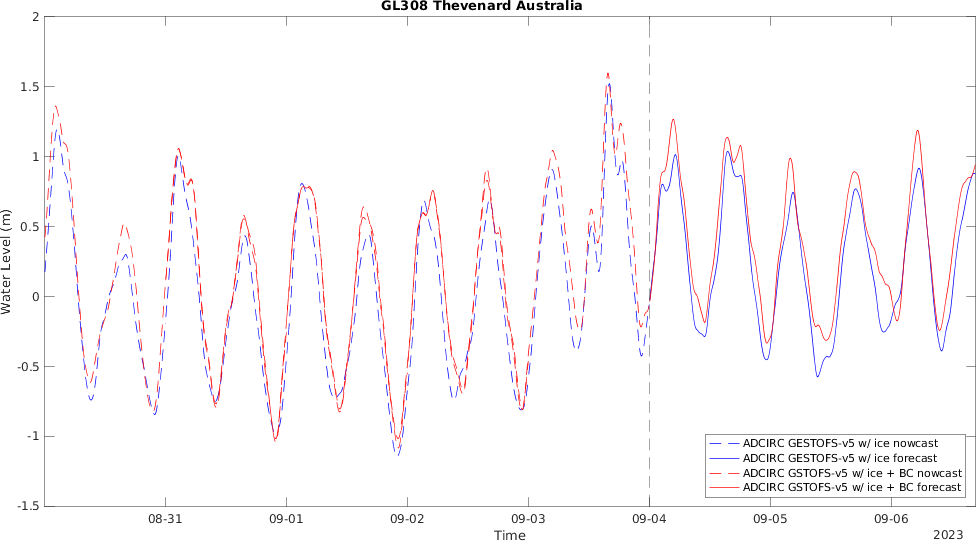 GL308 Thevenard Australia
2
1.5
1
0.5
0
-0.5
-1
-1.5
Water Level (m)
ADCIRC GESTOFS-v5 w/ ice nowcast
ADCIRC GESTOFS-v5 w/ ice forecast
ADCIRC GSTOFS-v5 w/ ice + BC nowcast
ADCIRC GSTOFS-v5 w/ ice + BC forecast
08-31 09-01 09-02 09-03 09-04 09-05 09-06
Time
2023